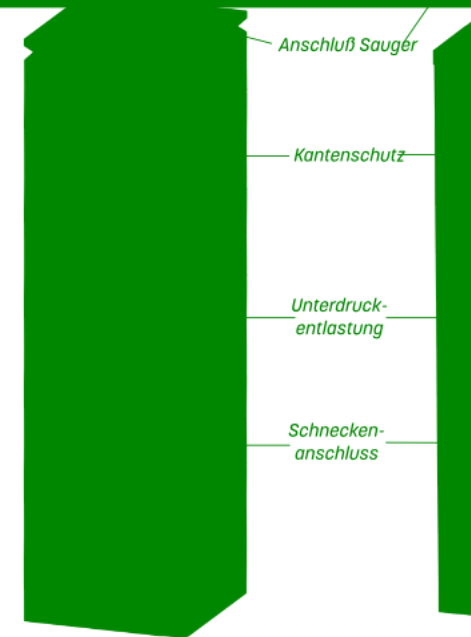 Anschluß Sauger
Kantenschutz
Unterdruck-
entlastung
Schnecken-
anschluss